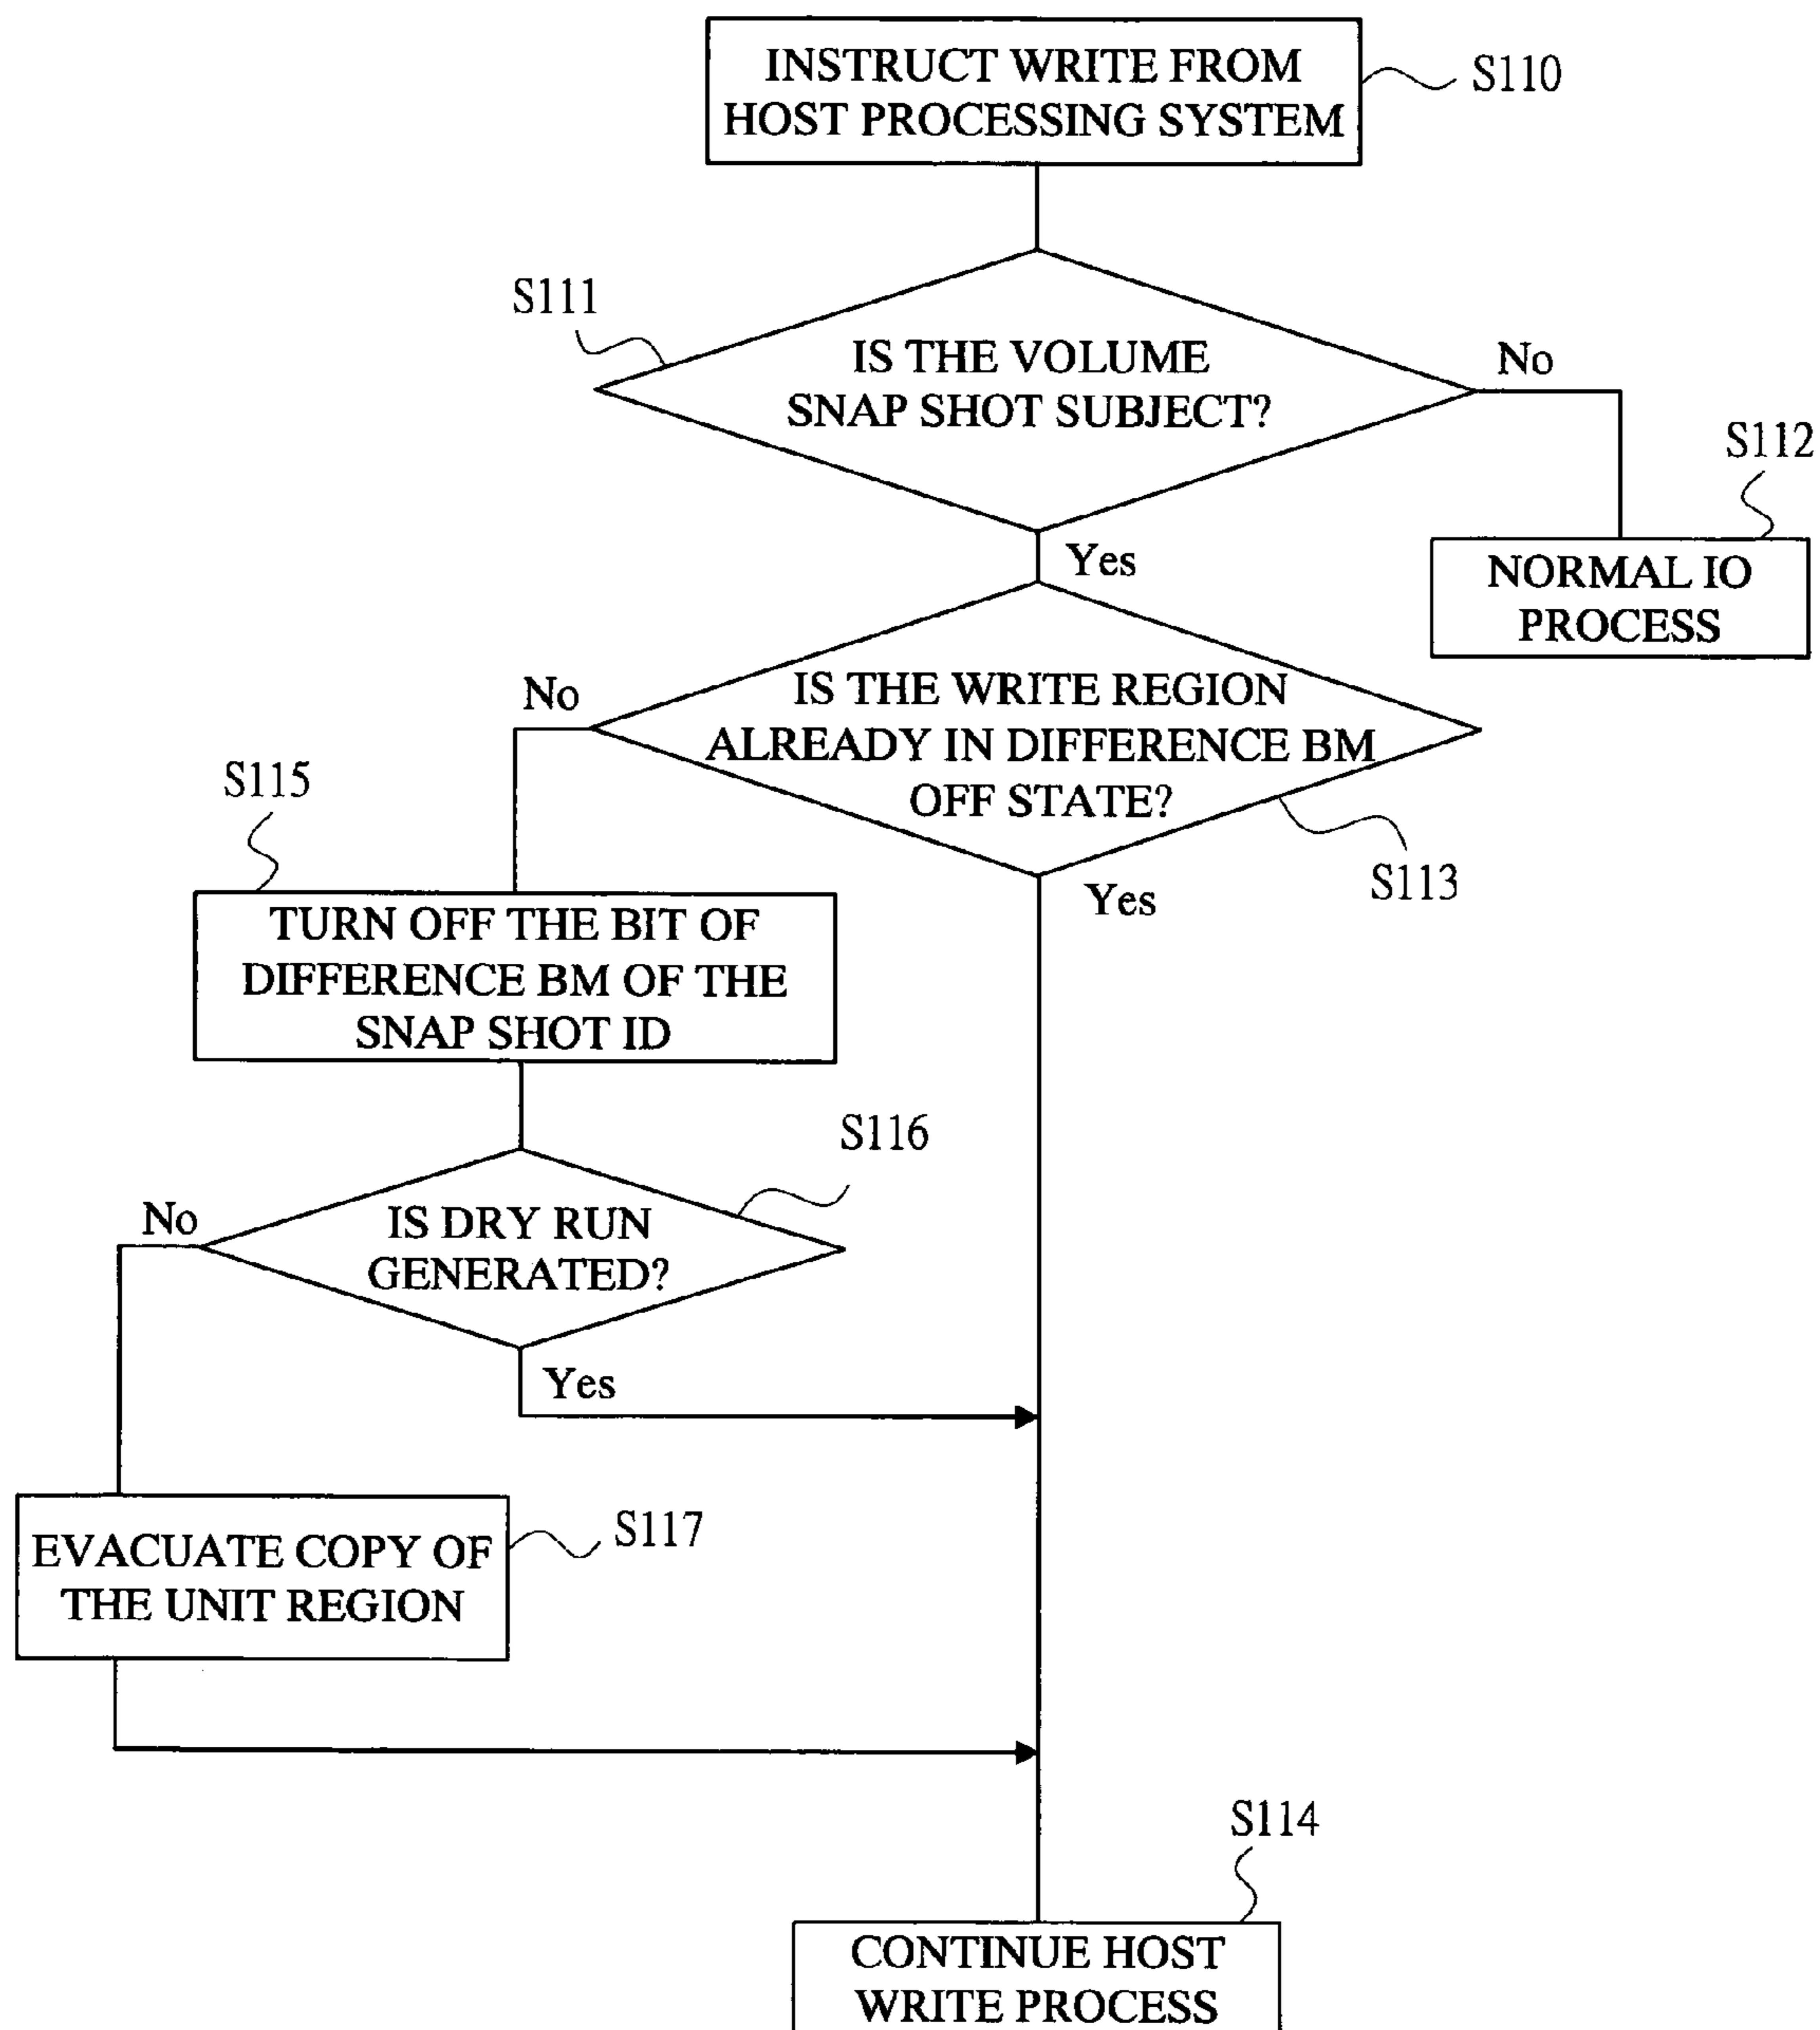 INSTRUCT WRITE FROM
HOST PROCESSING SYSTEM
S110
S111
IS THE VOLUME
SNAP SHOT SUBJECT?
No
S112
NORMAL IO
PROCESS
Yes
No
IS THE WRITE REGION
ALREADY IN DIFFERENCE BM
OFF STATE?
S113
Yes
S115
TURN OFF THE BIT OF
DIFFERENCE BM OF THE
SNAP SHOT ID
S116
No
IS DRY RUN
GENERATED?
Yes
EVACUATE COPY OF
THE UNIT REGION
S117
S114
CONTINUE HOST
WRITE PROCESS